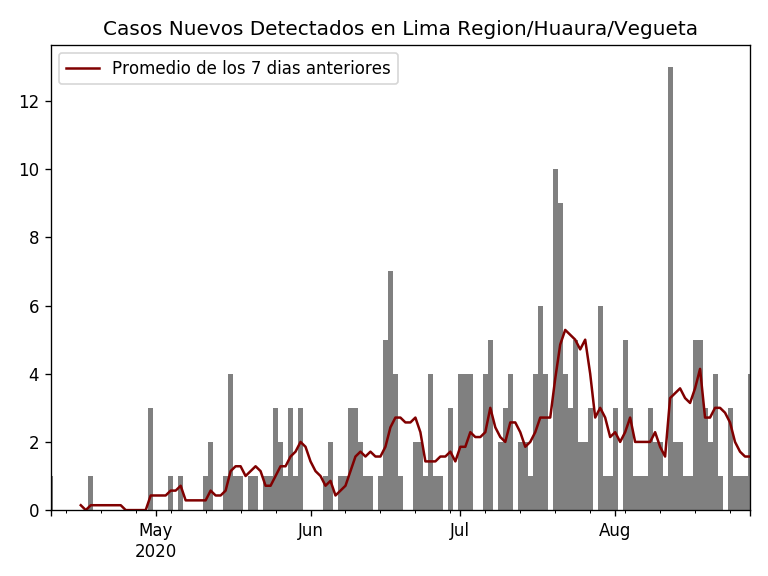 Casos Nuevos Detectados en Lima Region/Huaura/Vegueta
Promedio de los 7 dias anteriores
12
10
8
6
4
2
0
May Jun Jul Aug
2020